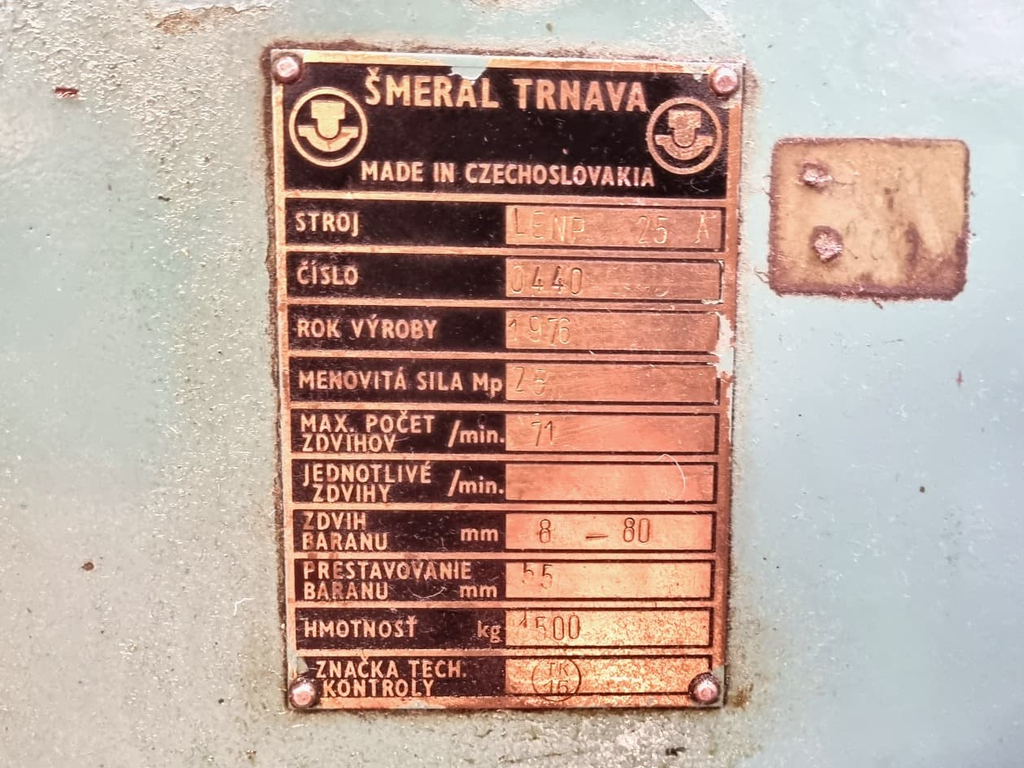 ŠMERAL TRNAVA
MADE IN CZECHOSLOVAKIA
STROJ LENP 25 A
ČÍSLO 0440
ROK VÝROBY 1976
MENOVITÁ SILA Mp
MAX. POČET ZDVIHOV /min. 71
JEDNOTLIVÉ ZDVIHY /min.
ZDVIH BARANU mm 8 – 80
PRESTAVOVANIE BARANU mm 55
HMOTNOSŤ kg 1500
ZNAČKA TECH. KONTROLY TK 16